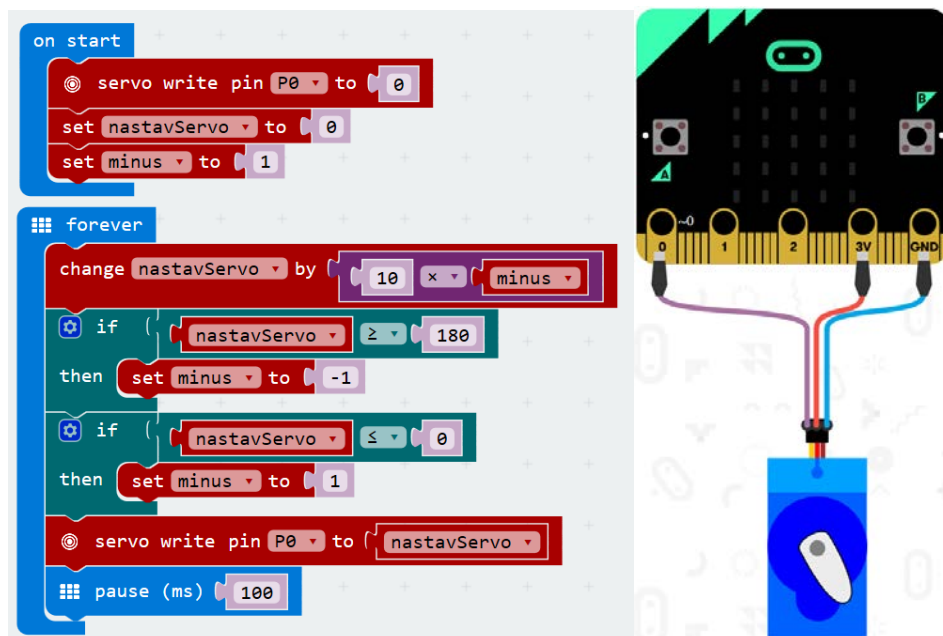 on start
servo write pin P0 to 0
set nastavServo to 0
set minus to 1
forever
change nastavServo by 10 × minus
if nastavServo ≥ 180
then set minus to -1
if nastavServo ≤ 0
then set minus to 1
servo write pin P0 to nastavServo
pause (ms) 100
B
A
~0
0 1 2 3V GND